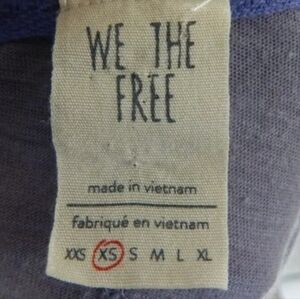 WE THE
FREE
made in vietnam
fabriqué en vietnam
XXS XS S M L XL